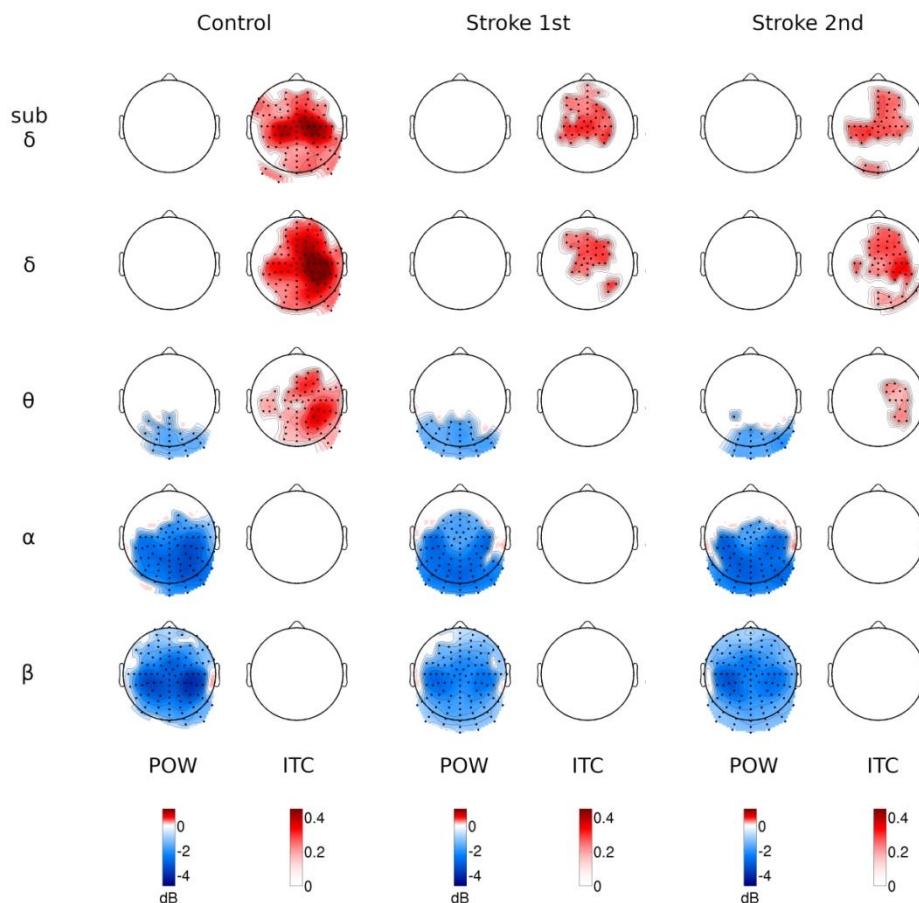 Control Stroke 1st Stroke 2nd
sub
δ
δ
θ
α
β
POW ITC POW ITC POW ITC
0 0.4 0 0.4 0 0.4
-2 0.2 -2 0.2 -2 0.2
-4 0 -4 0 -4 0
dB dB dB